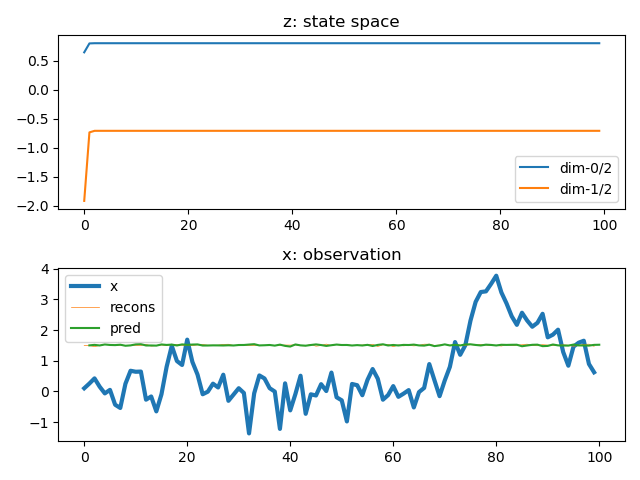 z: state space
0.5
0.0
−0.5
−1.0
−1.5
−2.0
dim-0/2
dim-1/2
0 20 40 60 80 100
x: observation
4
3
2
1
0
−1
x
recons
pred
0 20 40 60 80 100